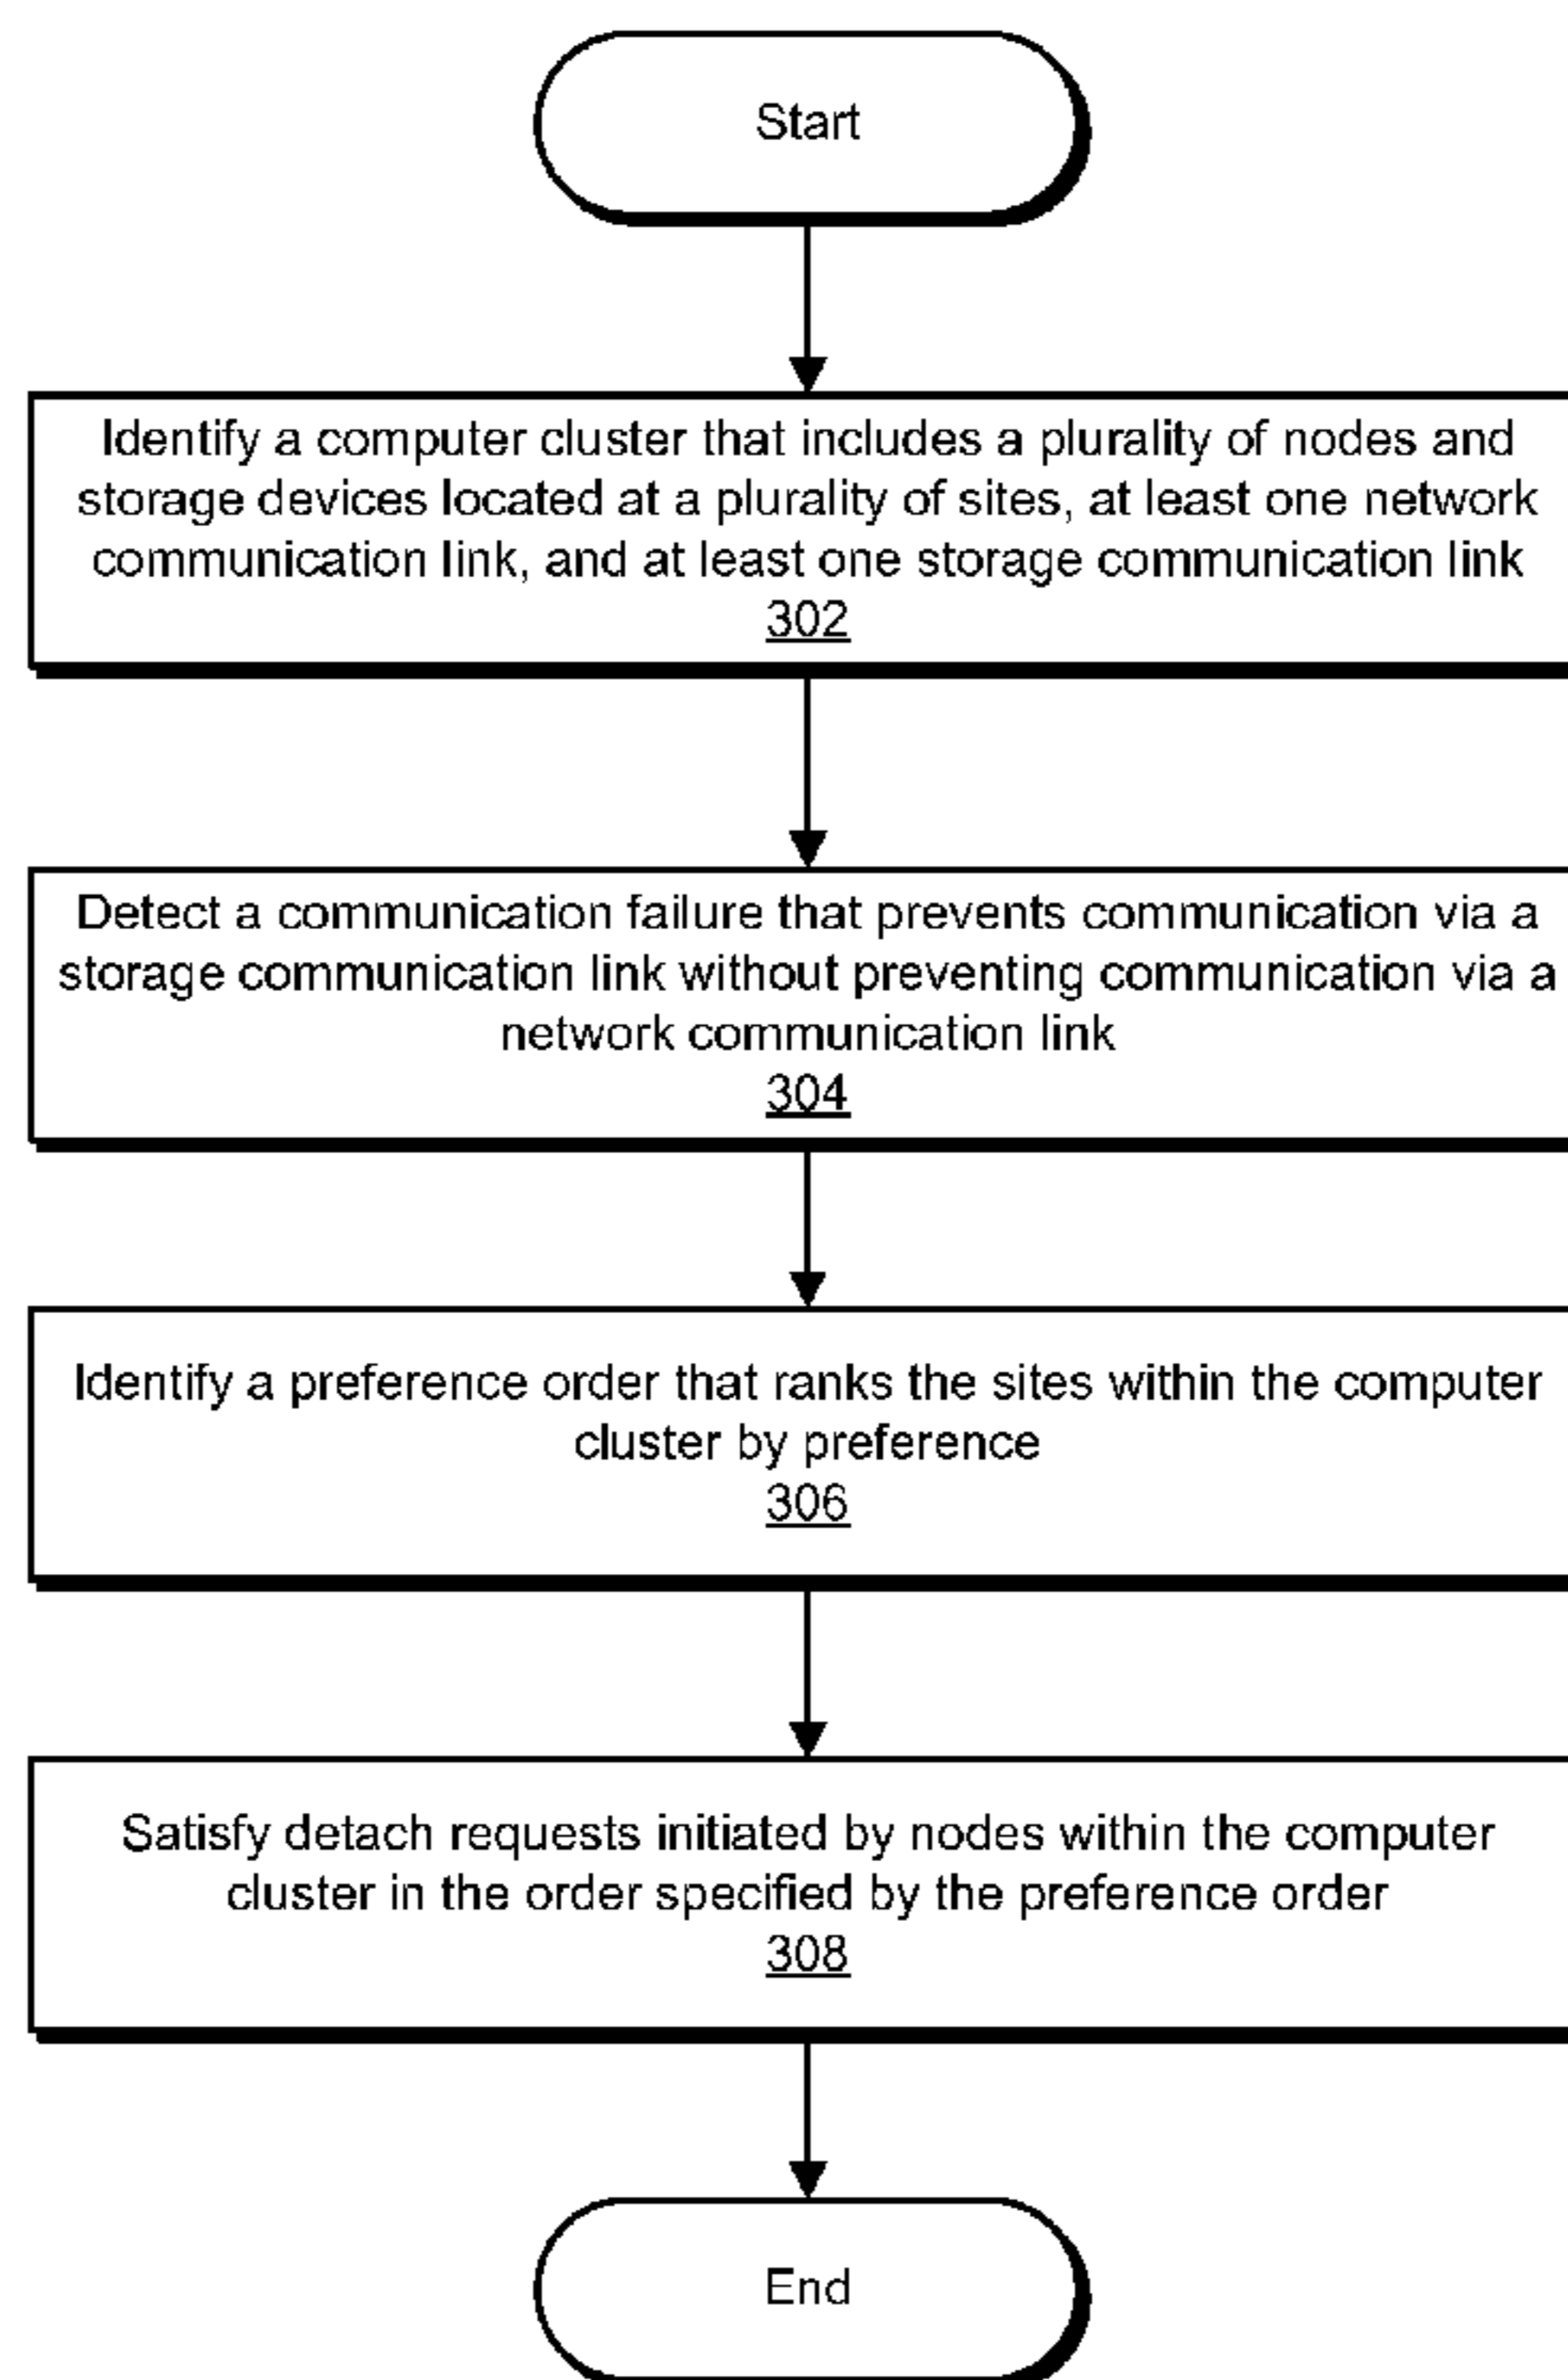 Start
Identify a computer cluster that includes a plurality of nodes and
storage devices located at a plurality of sites, at least one network
communication link, and at least one storage communication link
302
Detect a communication failure that prevents communication via a
storage communication link without preventing communication via a
network communication link
304
Identify a preference order that ranks the sites within the computer
cluster by preference
306
Satisfy detach requests initiated by nodes within the computer
cluster in the order specified by the preference order
308
End